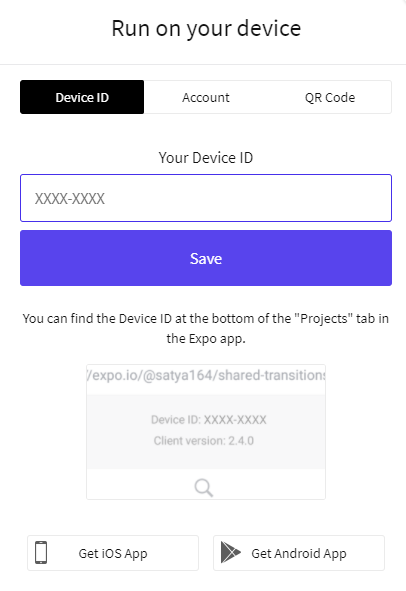 Run on your device
Device ID
Account
QR Code
Your Device ID
XXXX-XXXX
Save
You can find the Device ID at the bottom of the "Projects" tab in
the Expo app.
/expo.io/@satya164/shared-transitions
Device ID: XXXX-XXXX
Client version: 2.4.0
Get iOS App
Get Android App